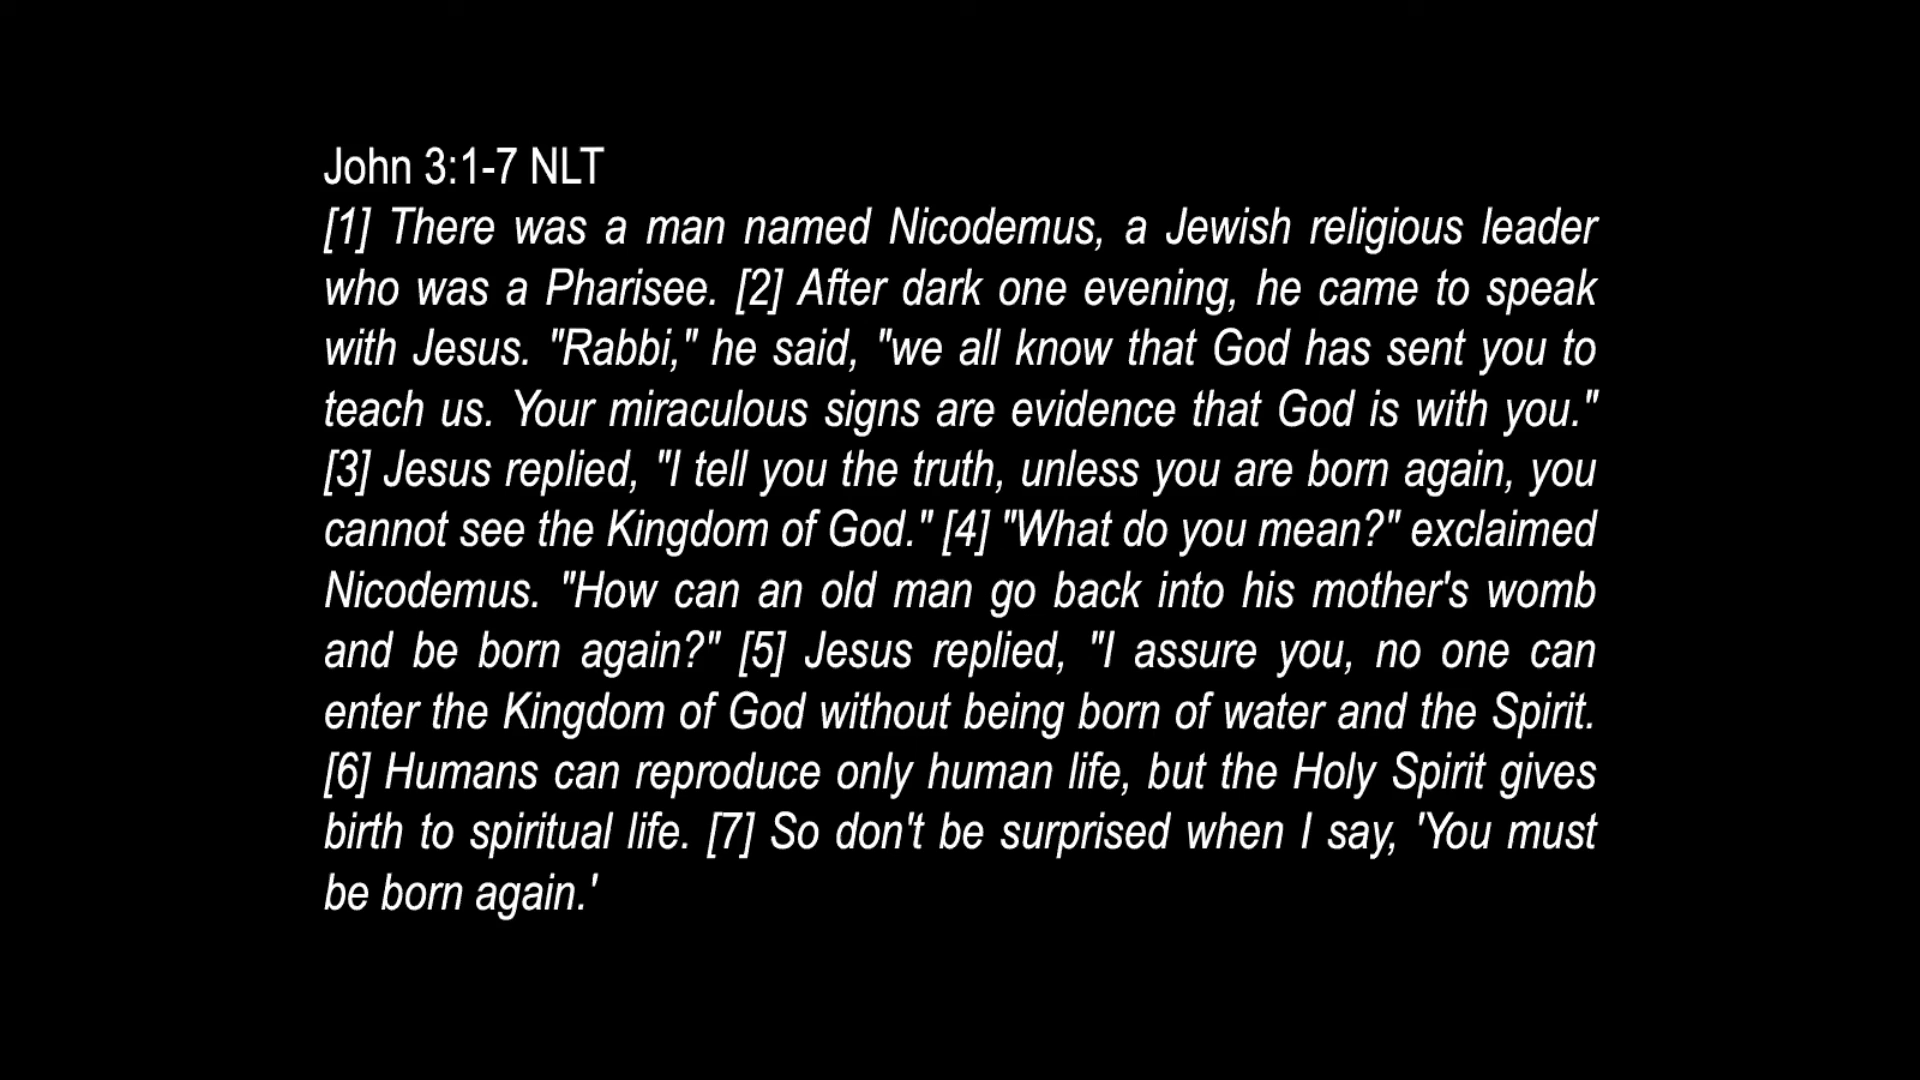 John 3:1-7 NLT
[1] There was a man named Nicodemus, a Jewish religious leader
who was a Pharisee. [2] After dark one evening, he came to speak
with Jesus. "Rabbi," he said, "we all know that God has sent you to
teach us. Your miraculous signs are evidence that God is with you."
[3] Jesus replied, "I tell you the truth, unless you are born again, you
cannot see the Kingdom of God." [4] "What do you mean?" exclaimed
Nicodemus. "How can an old man go back into his mother's womb
and be born again?" [5] Jesus replied, "I assure you, no one can
enter the Kingdom of God without being born of water and the Spirit.
[6] Humans can reproduce only human life, but the Holy Spirit gives
birth to spiritual life. [7] So don't be surprised when I say, 'You must
be born again.'